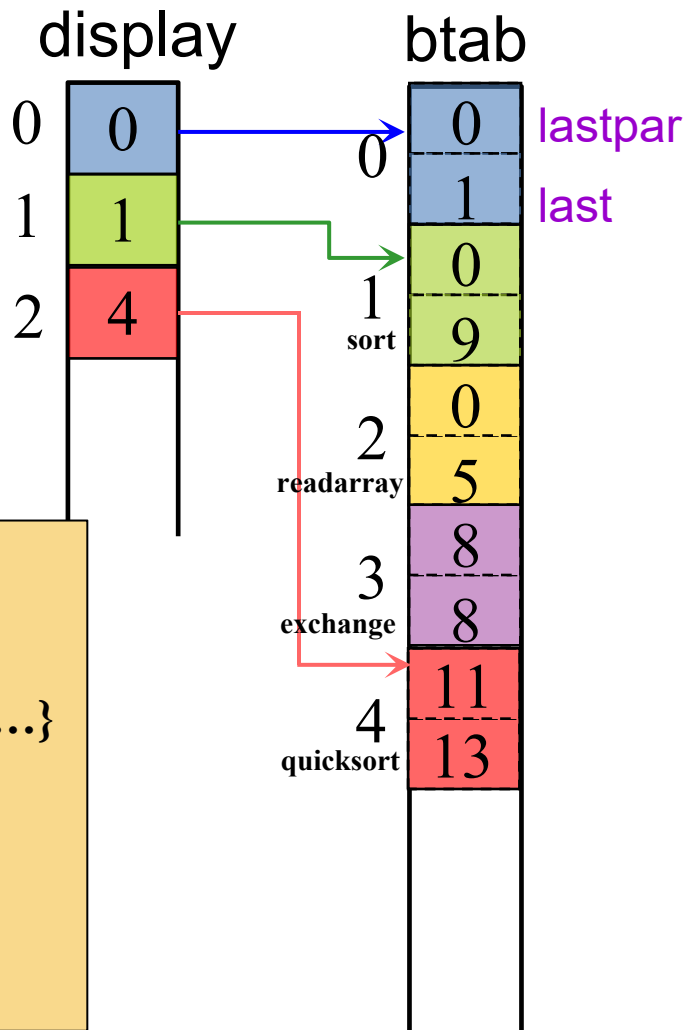 display btab
0 0 0 lastpar
0
1 1 1 last
0
2 4 1
sort 9
0
2
readarray 5
8
3
exchange 8
11
…}
4
quicksort 13